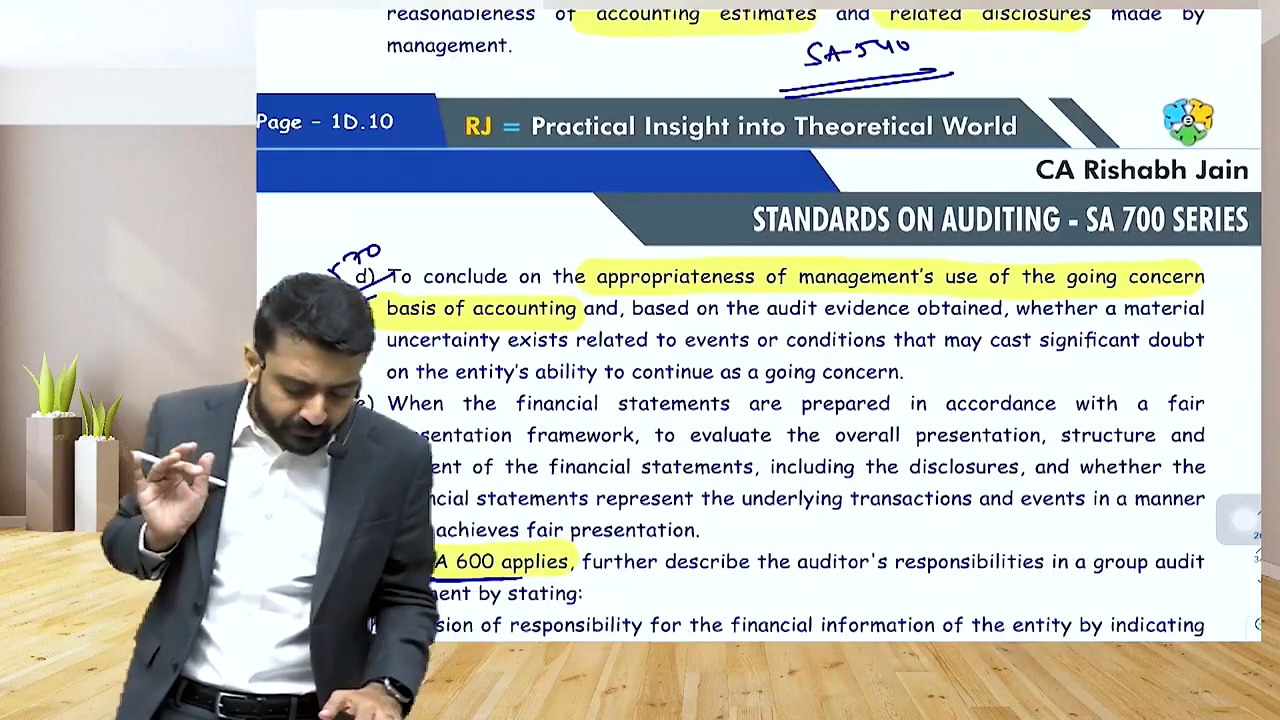 reasonableness of accounting estimates and related disclosures made by
management.
SA-540
Page - 1D.10
RJ = Practical Insight into Theoretical World
CA Rishabh Jain
STANDARDS ON AUDITING - SA 700 SERIES
570
d) To conclude on the appropriateness of management's use of the going concern
basis of accounting and, based on the audit evidence obtained, whether a material
uncertainty exists related to events or conditions that may cast significant doubt
on the entity's ability to continue as a going concern.
e) When the financial statements are prepared in accordance with a fair
framework, to evaluate the overall presentation, structure and
of the financial statements, including the disclosures, and whether the
statements represent the underlying transactions and events in a manner
achieves fair presentation.
A 600 applies, further describe the auditor's responsibilities in a group audit
by stating:
of responsibility for the financial information of the entity by indicating